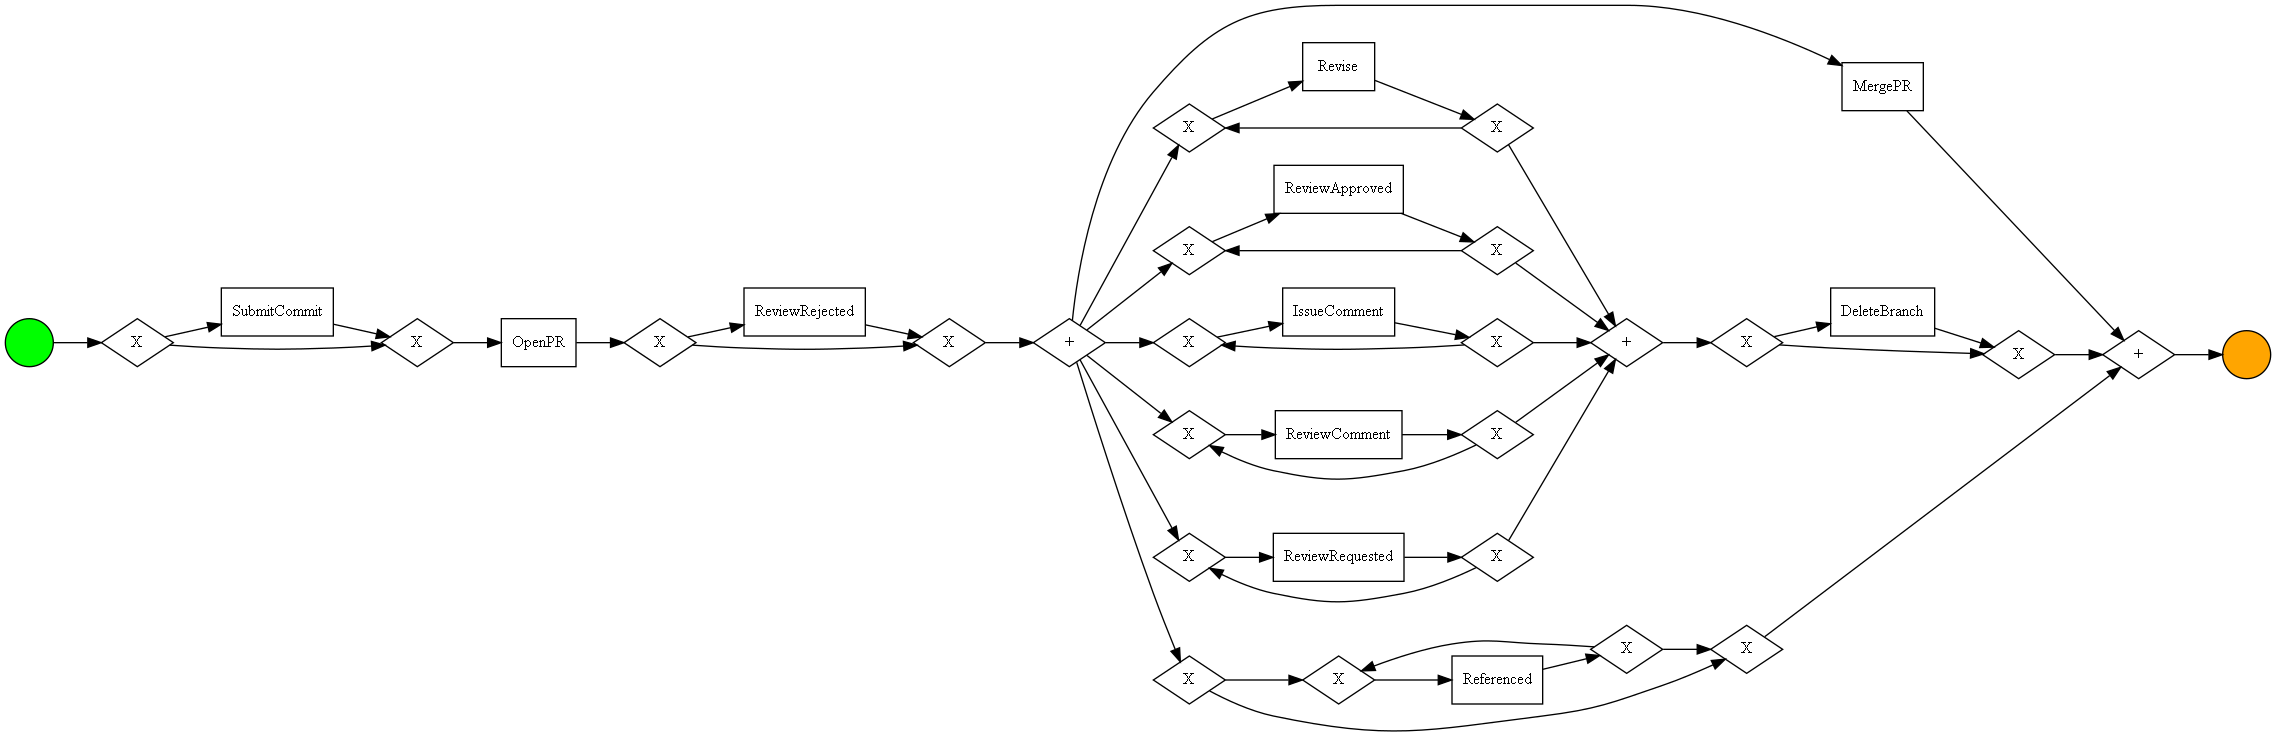 MergePR
Revise
X
X
ReviewApproved
X
X
SubmitCommit
ReviewRejected
IssueComment
DeleteBranch
X
X
OpenPR
X
X
+
X
X
+
X
X
+
X
ReviewComment
X
X
ReviewRequested
X
X
X
Referenced
X
X